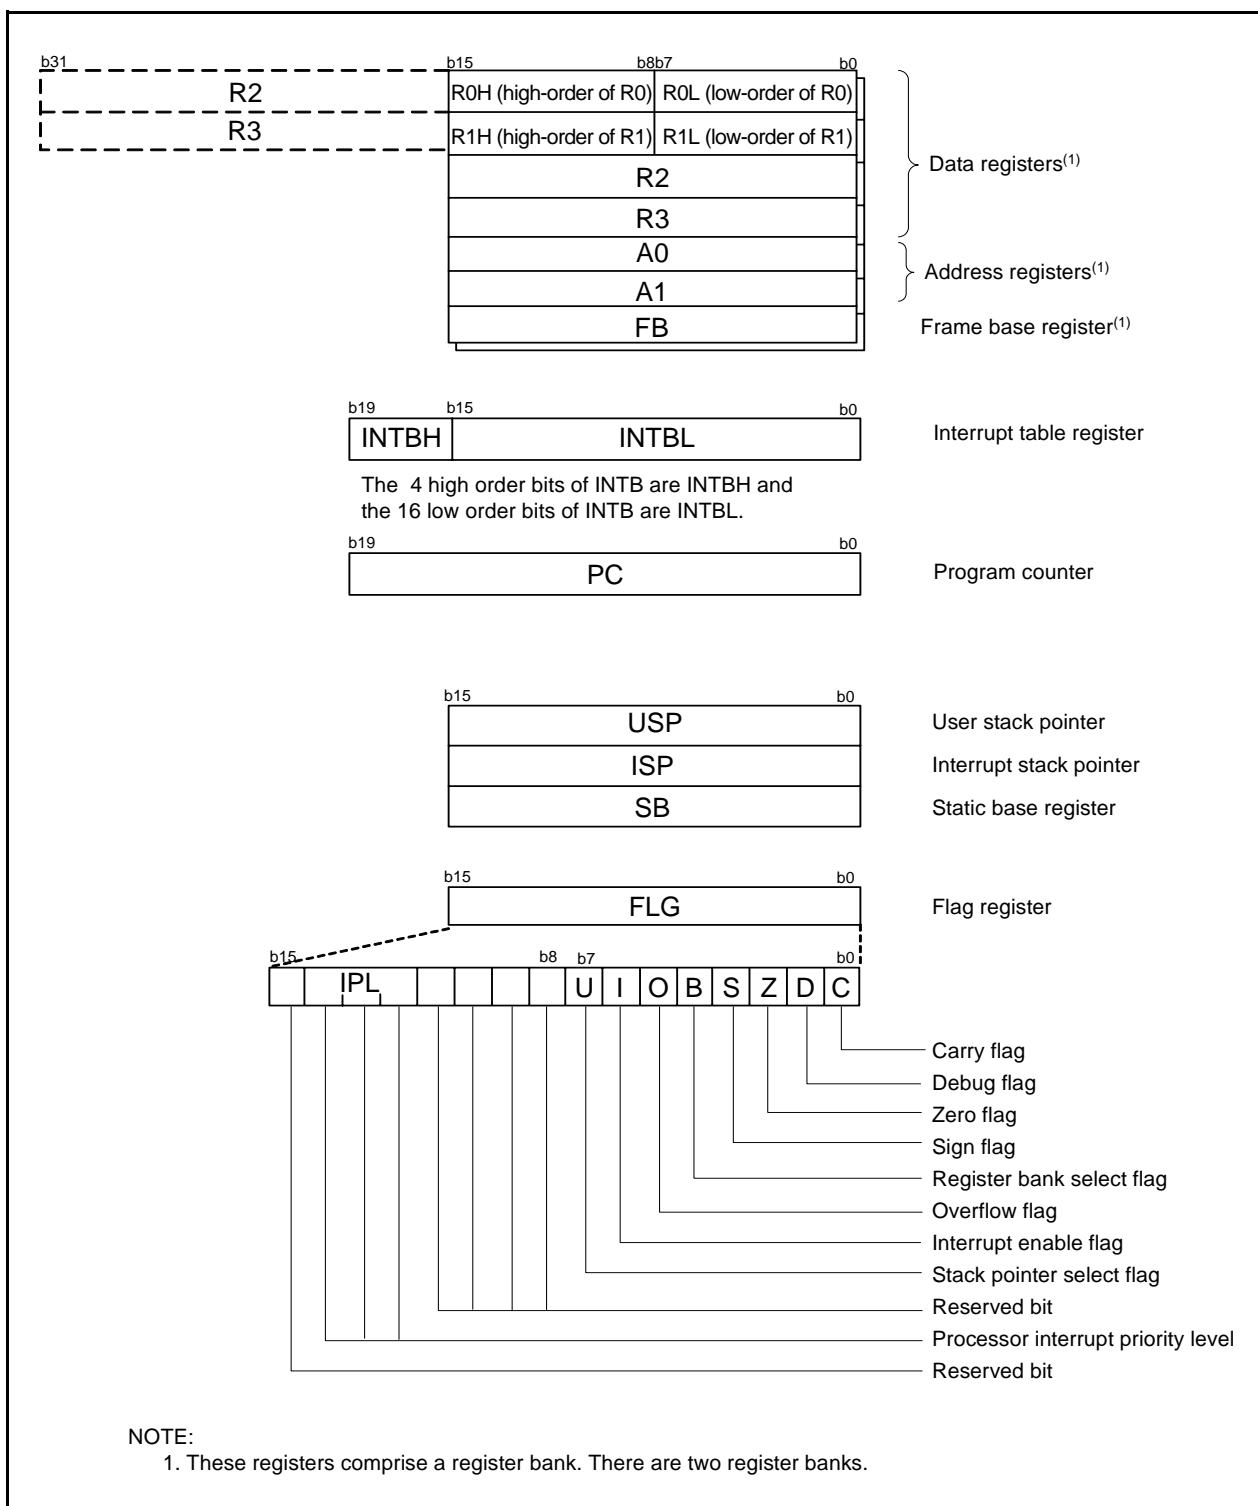 b31 b15 b8b7 b0
R2 R0H (high-order of R0) R0L (low-order of R0)
R3 R1H (high-order of R1) R1L (low-order of R1)
Data registers(1)
R2
R3
A0
Address registers(1)
A1
FB Frame base register(1)
b19 b15 b0
INTBH INTBL Interrupt table register
The 4 high order bits of INTB are INTBH and
the 16 low order bits of INTB are INTBL.
b19 b0
PC Program counter
b15 b0
USP User stack pointer
ISP Interrupt stack pointer
SB Static base register
b15 b0
FLG Flag register
b15 b8 b7 b0
IPL U I O B S Z D C
Carry flag
Debug flag
Zero flag
Sign flag
Register bank select flag
Overflow flag
Interrupt enable flag
Stack pointer select flag
Reserved bit
Processor interrupt priority level
Reserved bit
NOTE:
1. These registers comprise a register bank. There are two register banks.